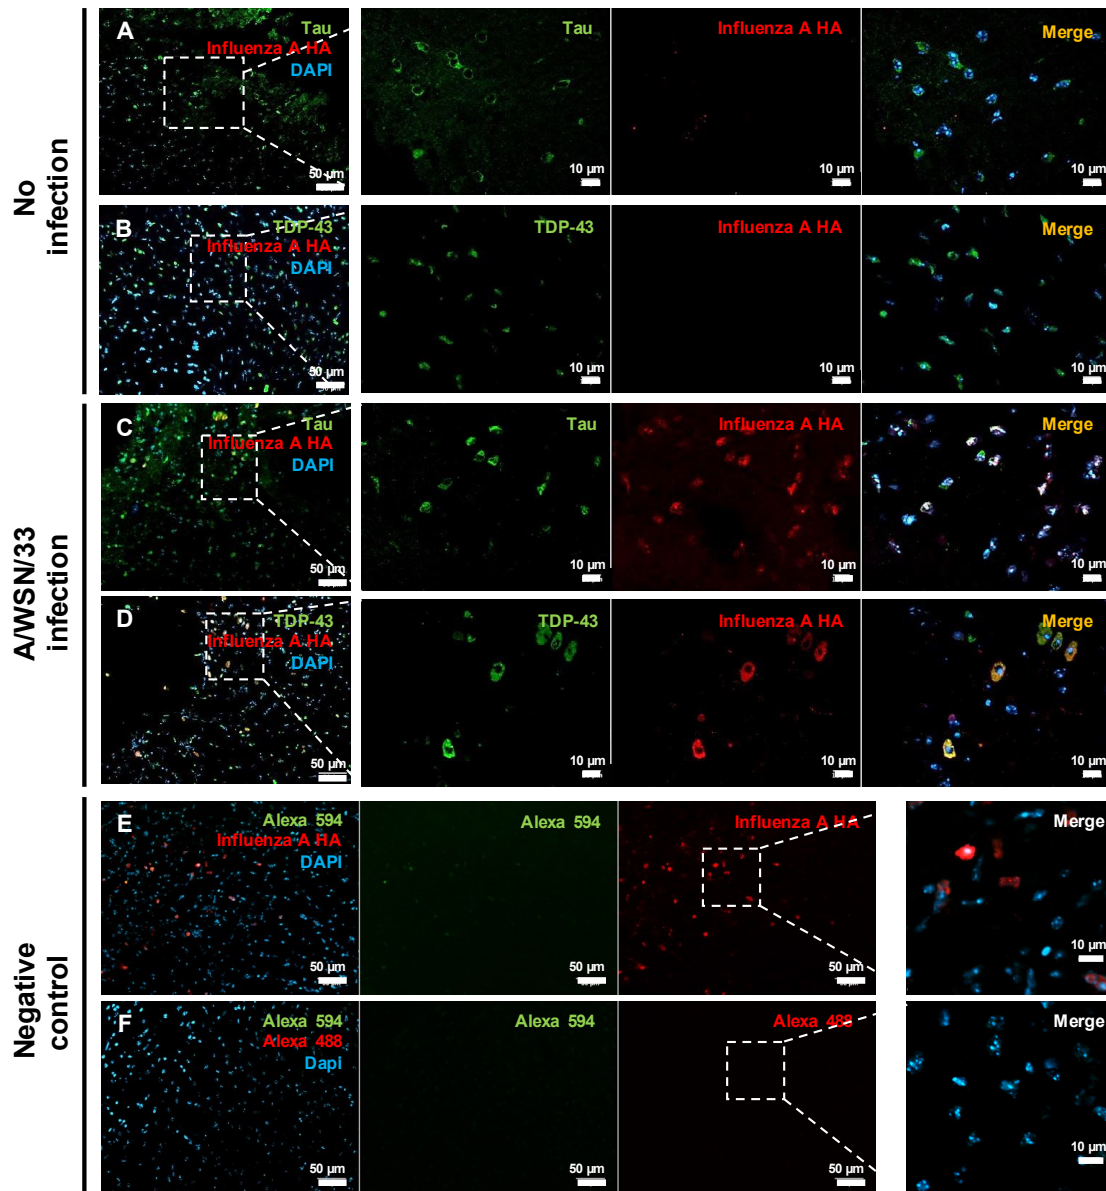 No
infection
A
Tau
Influenza A HA
DAPI
50 µm
Tau
10 µm
Influenza A HA
10 µm
Merge
10 µm
B
TDP-43
Influenza A HA
DAPI
50 µm
TDP-43
10 µm
Influenza A HA
10 µm
Merge
10 µm
A/WSN/33
infection
C
Tau
Influenza A HA
DAPI
50 µm
Tau
10 µm
Influenza A HA
10 µm
Merge
10 µm
D
TDP-43
Influenza A HA
DAPI
50 µm
TDP-43
10 µm
Influenza A HA
10 µm
Merge
10 µm
Negative
control
E
Alexa 594
Influenza A HA
DAPI
50 µm
Alexa 594
50 µm
Influenza A HA
50 µm
Merge
10 µm
F
Alexa 594
Alexa 488
Dapi
50 µm
Alexa 594
50 µm
Alexa 488
50 µm
Merge
10 µm